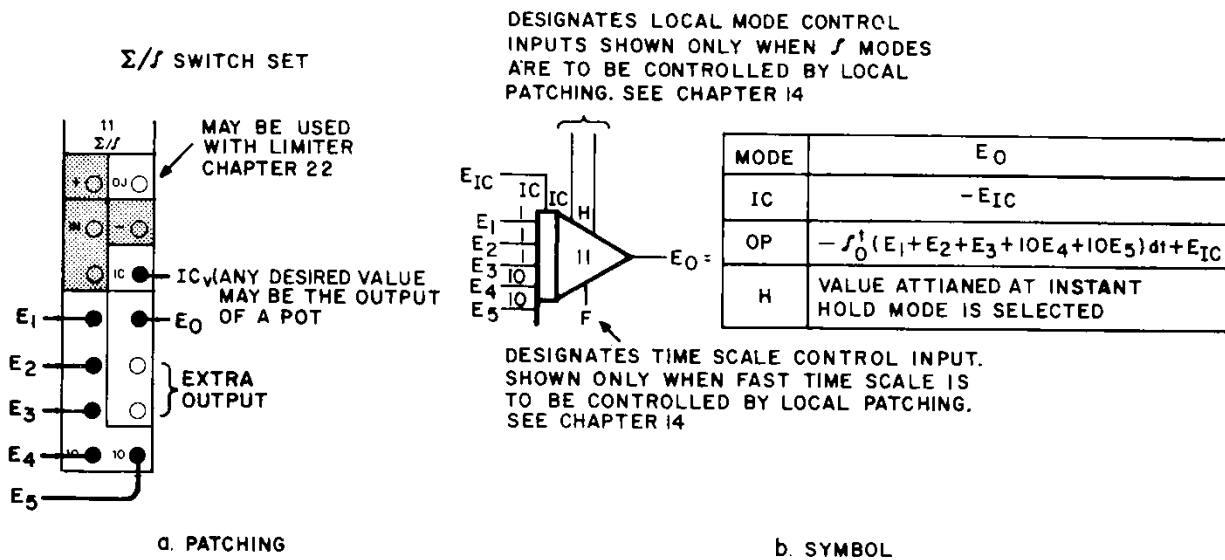 Σ/∫ SWITCH SET
11
Σ/∫
MAY BE USED
WITH LIMITER
CHAPTER 22
+
OJ
IN
-
IC
ICV(ANY DESIRED VALUE
MAY BE THE OUTPUT
OF A POT
E1
E0
E2
E3
EXTRA
OUTPUT
E4
10
10
E5
a. PATCHING
DESIGNATES LOCAL MODE CONTROL
INPUTS SHOWN ONLY WHEN ∫ MODES
ARE TO BE CONTROLLED BY LOCAL
PATCHING. SEE CHAPTER 14
EIC
IC
IC
H
E1
1
E2
1
E3
1
E4
10
E5
10
11
F
E0 =
MODE EO
IC -EIC
OP -∫0t(E1+E2+E3+10E4+10E5)dt+EIC
H VALUE ATTIANED AT INSTANT
HOLD MODE IS SELECTED
DESIGNATES TIME SCALE CONTROL INPUT.
SHOWN ONLY WHEN FAST TIME SCALE IS
TO BE CONTROLLED BY LOCAL PATCHING.
SEE CHAPTER 14
b. SYMBOL